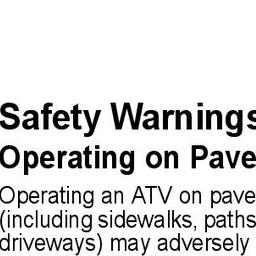 Safety Warnings
Operating on Pave
Operating an ATV on pave
(including sidewalks, paths
driveways) may adversely